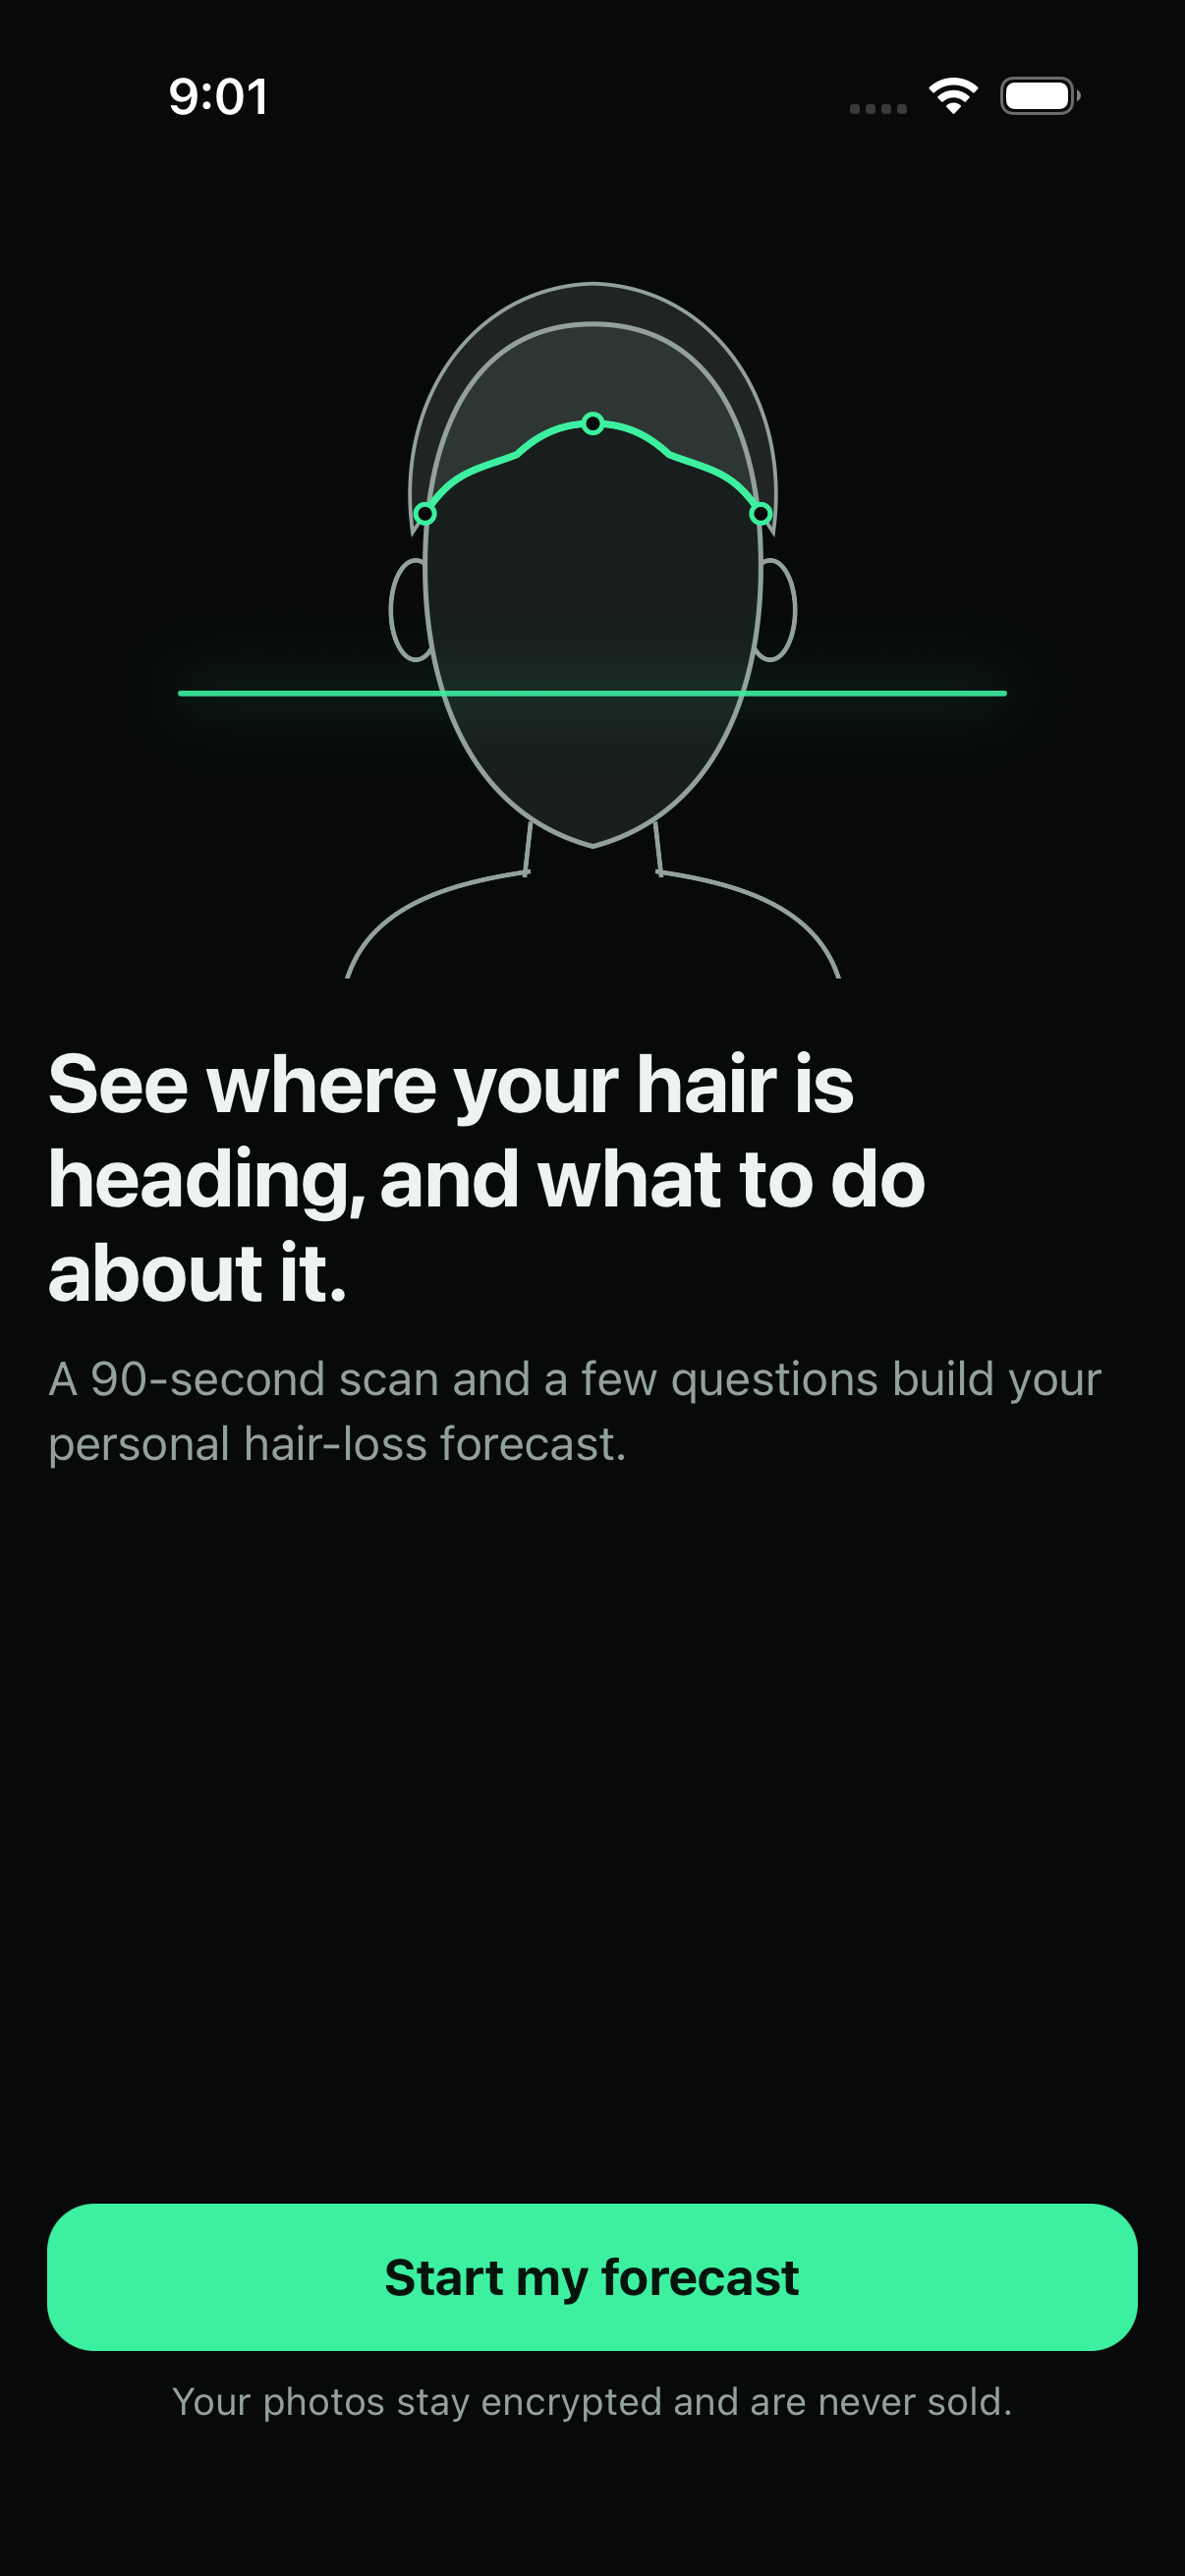 9:01
See where your hair is
heading, and what to do
about it.
A 90-second scan and a few questions build your
personal hair-loss forecast.
Start my forecast
Your photos stay encrypted and are never sold.